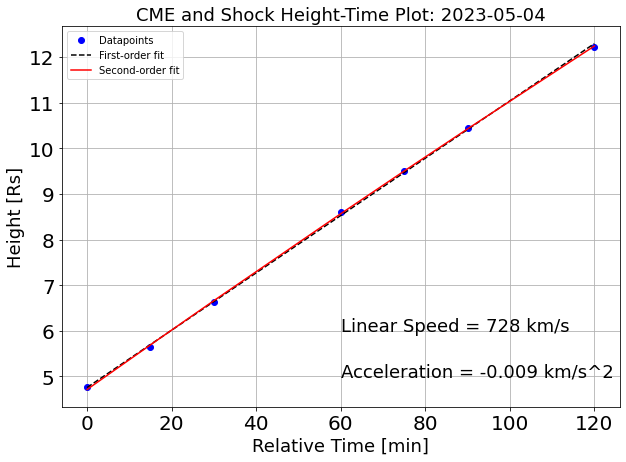 CME and Shock Height-Time Plot: 2023-05-04
Datapoints
First-order fit
Second-order fit
Height [Rs]
12
11
10
9
8
7
6
5
Linear Speed = 728 km/s
Acceleration = -0.009 km/s^2
0 20 40 60 80 100 120
Relative Time [min]